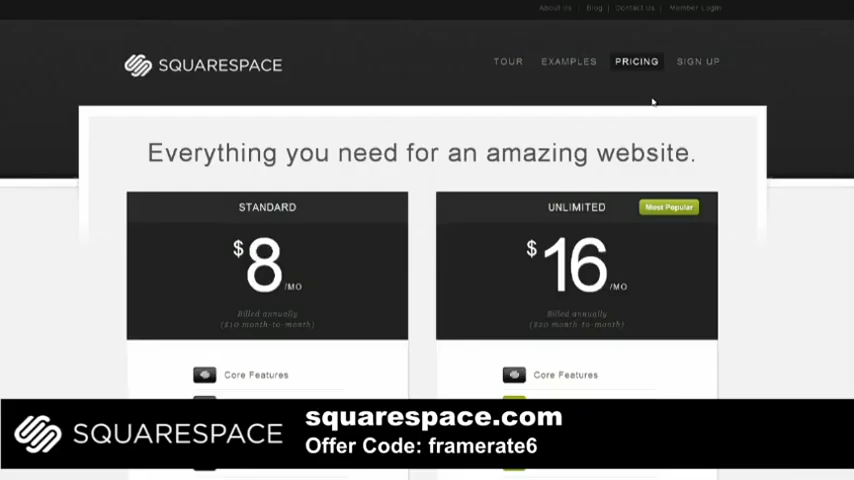 About Us | Blog | Contact Us | Member Login
SQUARESPACE
TOUR EXAMPLES PRICING SIGN UP
Everything you need for an amazing website.
STANDARD
$8/MO
Billed annually
($10 month-to-month)
Core Features
UNLIMITED Most Popular
$16/MO
Billed annually
($20 month-to-month)
Core Features
SQUARESPACE
squarespace.com
Offer Code: framerate6